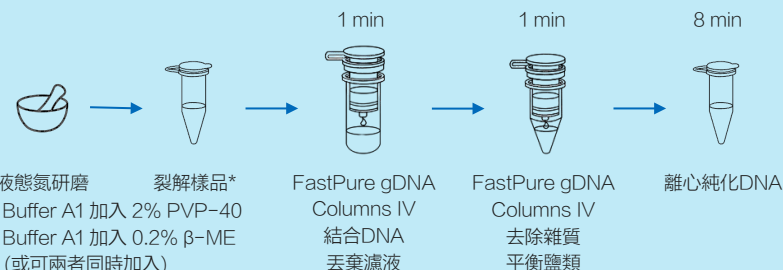 1 min
1 min
8 min
液態氮研磨
裂解樣品*
FastPure gDNA
Columns IV
結合DNA
丟棄濾液
FastPure gDNA
Columns IV
去除雜質
平衡鹽類
離心純化DNA
Buffer A1 加入 2% PVP-40
Buffer A1 加入 0.2% β-ME
(或可兩者同時加入)